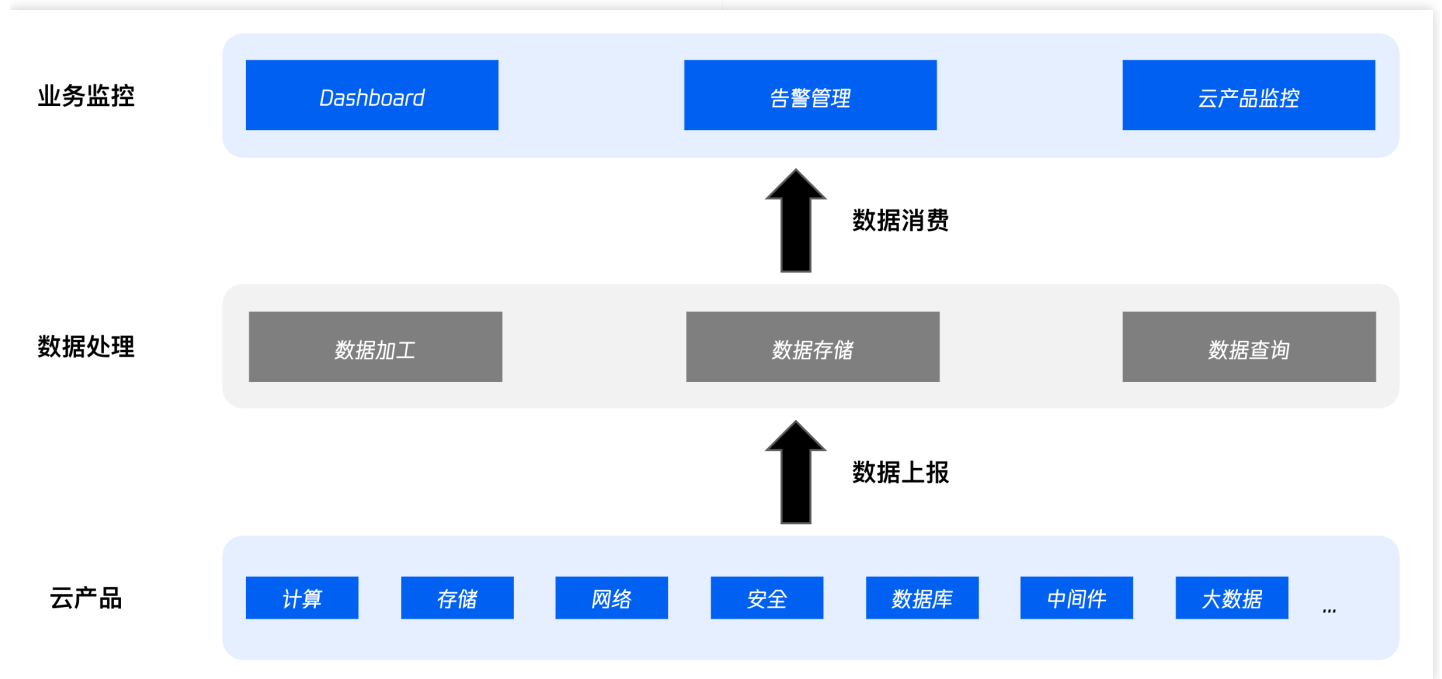 业务监控
Dashboard
告警管理
云产品监控
数据消费
数据处理
数据加工
数据存储
数据查询
数据上报
云产品
计算
存储
网络
安全
数据库
中间件
大数据
...